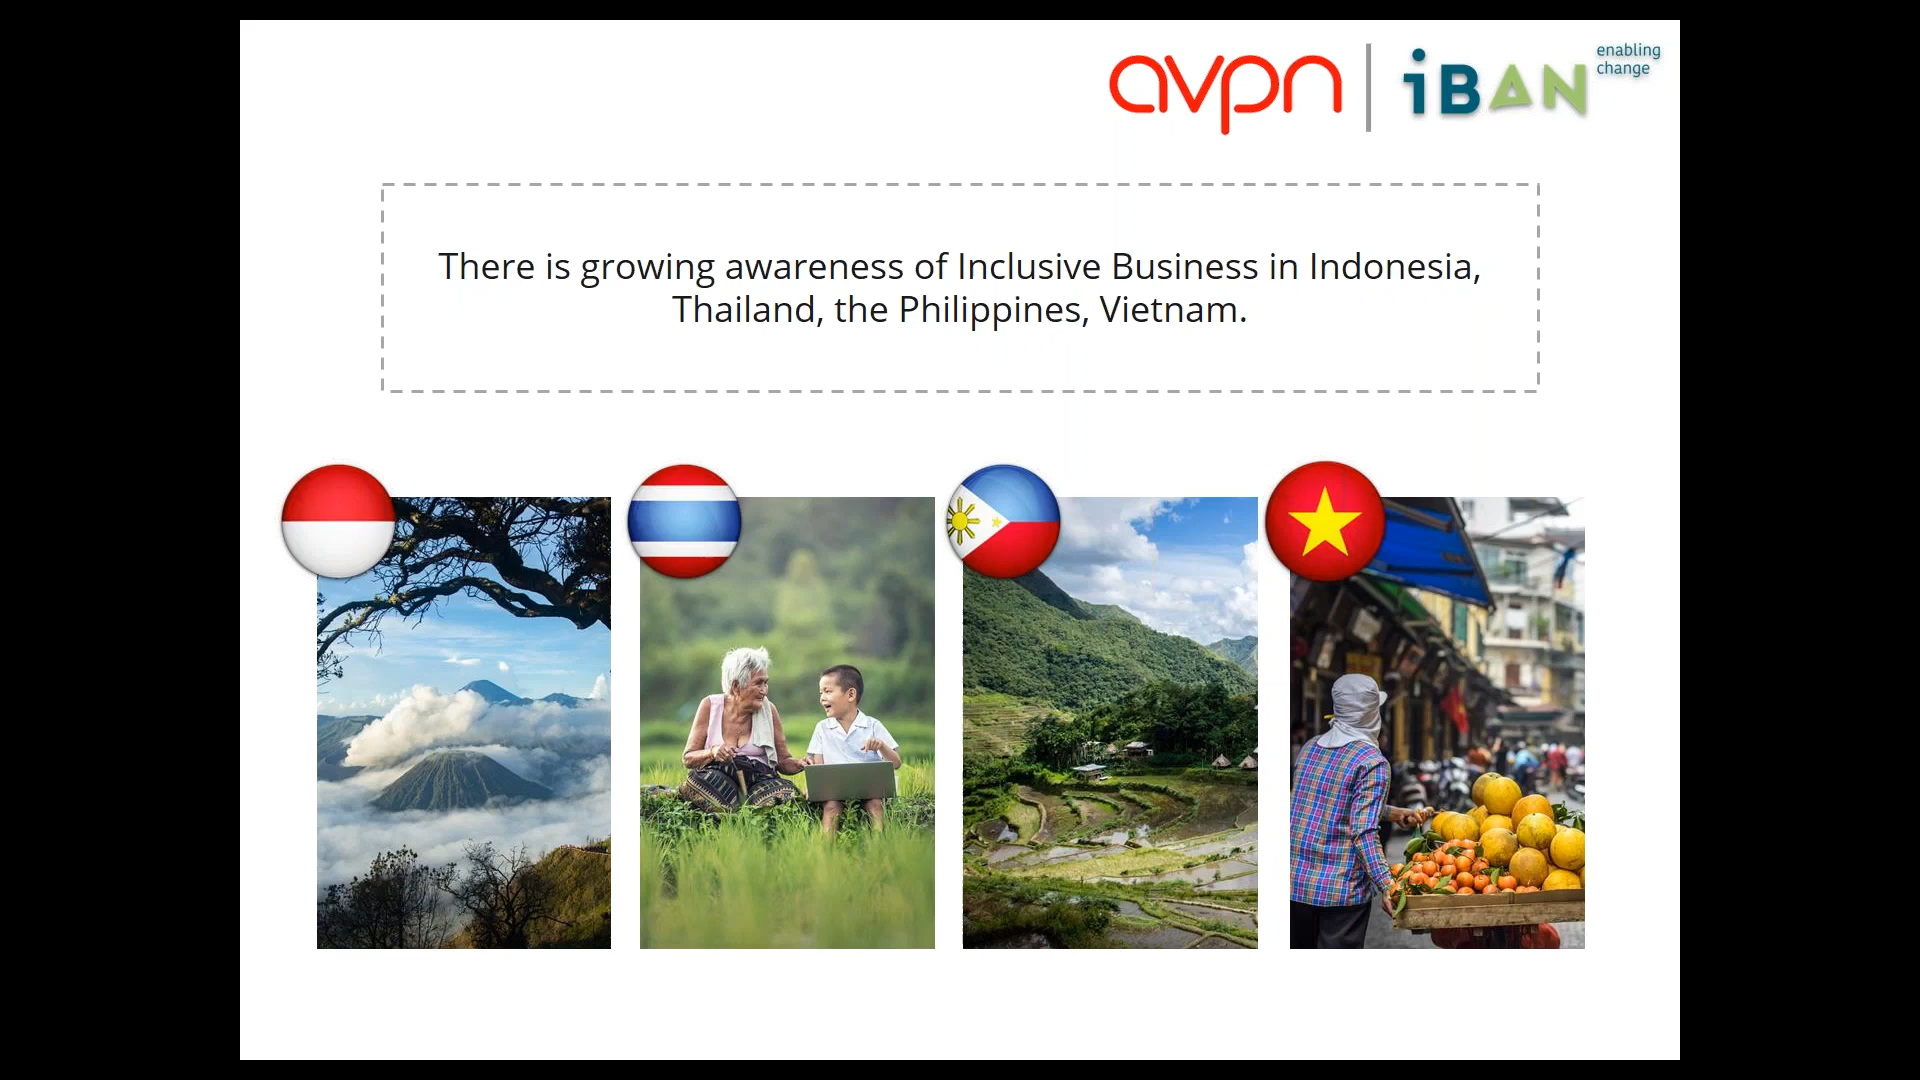 avpn
iBAN
enabling
change
There is growing awareness of Inclusive Business in Indonesia,
Thailand, the Philippines, Vietnam.